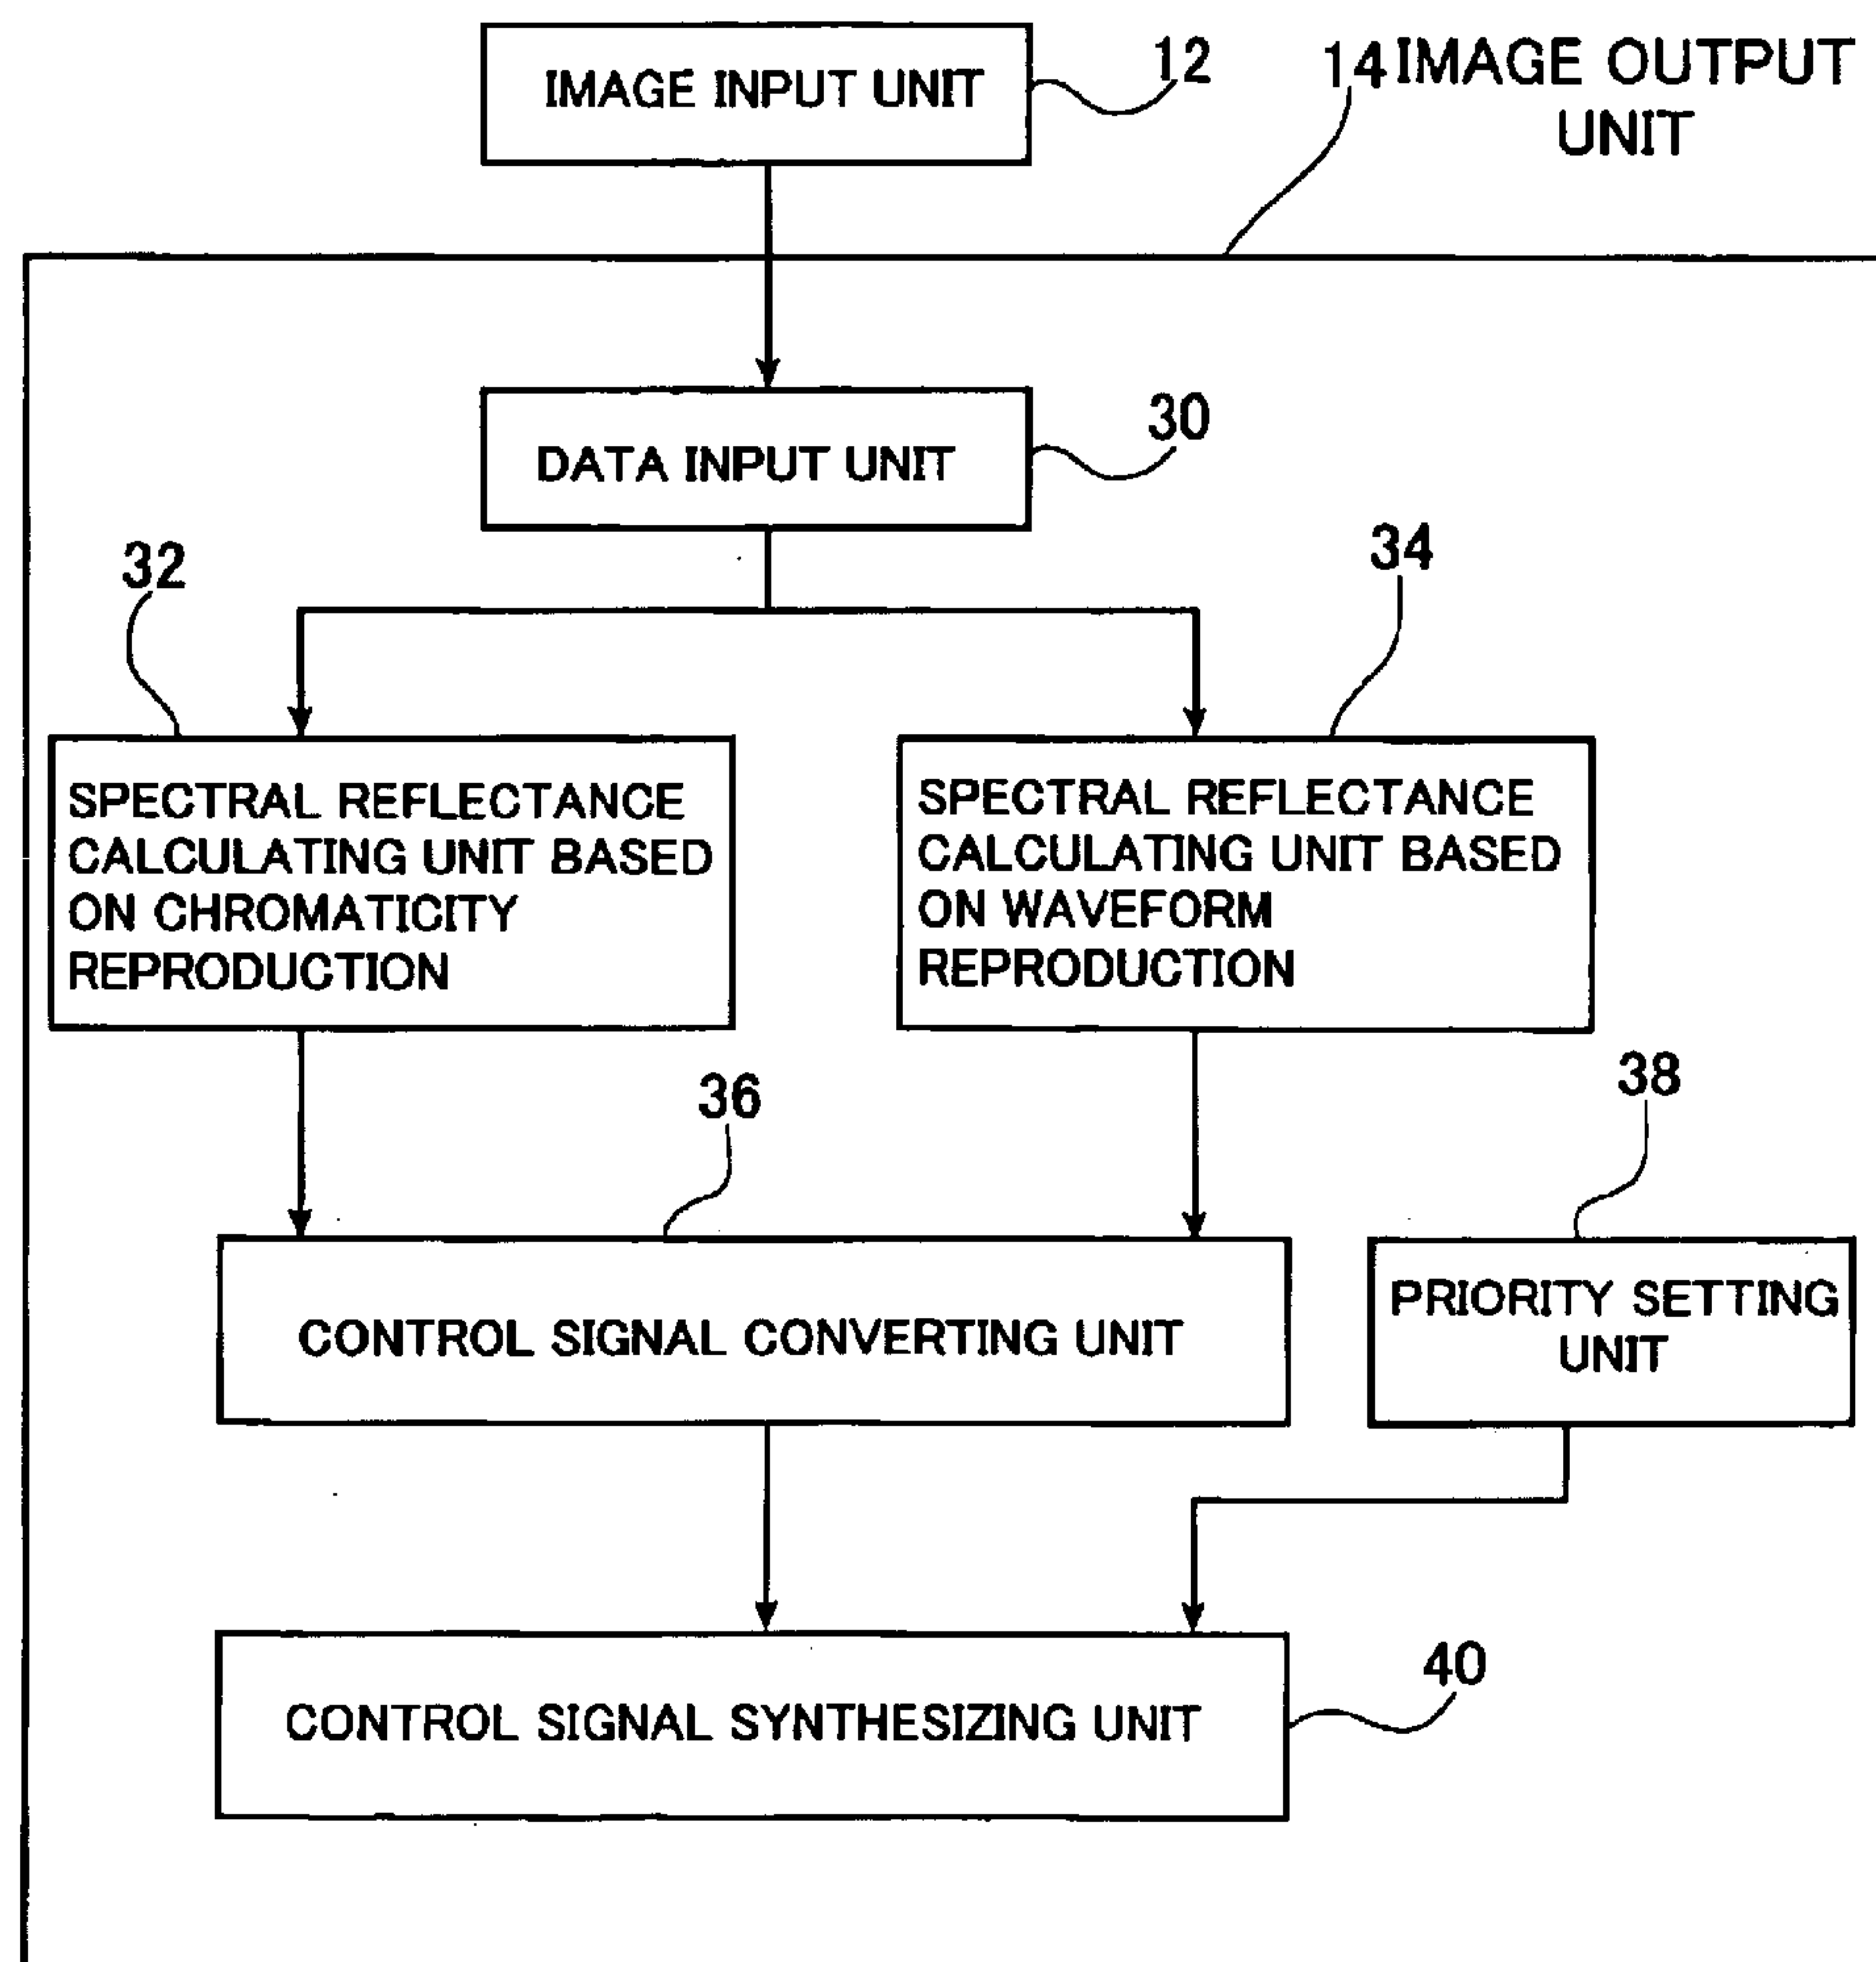 IMAGE INPUT UNIT
12
14 IMAGE OUTPUT
UNIT
DATA INPUT UNIT
30
32
34
SPECTRAL REFLECTANCE
CALCULATING UNIT BASED
ON CHROMATICITY
REPRODUCTION
SPECTRAL REFLECTANCE
CALCULATING UNIT BASED
ON WAVEFORM
REPRODUCTION
36
38
CONTROL SIGNAL CONVERTING UNIT
PRIORITY SETTING
UNIT
CONTROL SIGNAL SYNTHESIZING UNIT
40